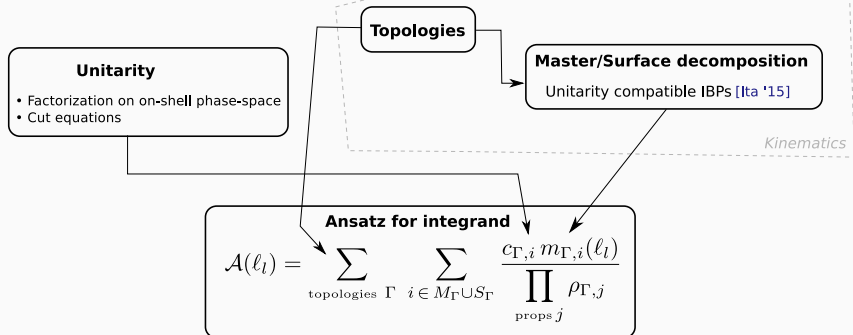 Topologies
Unitarity
• Factorization on on-shell phase-space
• Cut equations
Master/Surface decomposition
Unitarity compatible IBPs [Ita '15]
Kinematics
Ansatz for integrand
𝒜(ℓ_l) = ∑_{topologies Γ} ∑_{i ∈ M_Γ ∪ S_Γ} \frac{c_{Γ,i} m_{Γ,i}(ℓ_l)}{∏_{props j} ρ_{Γ,j}}